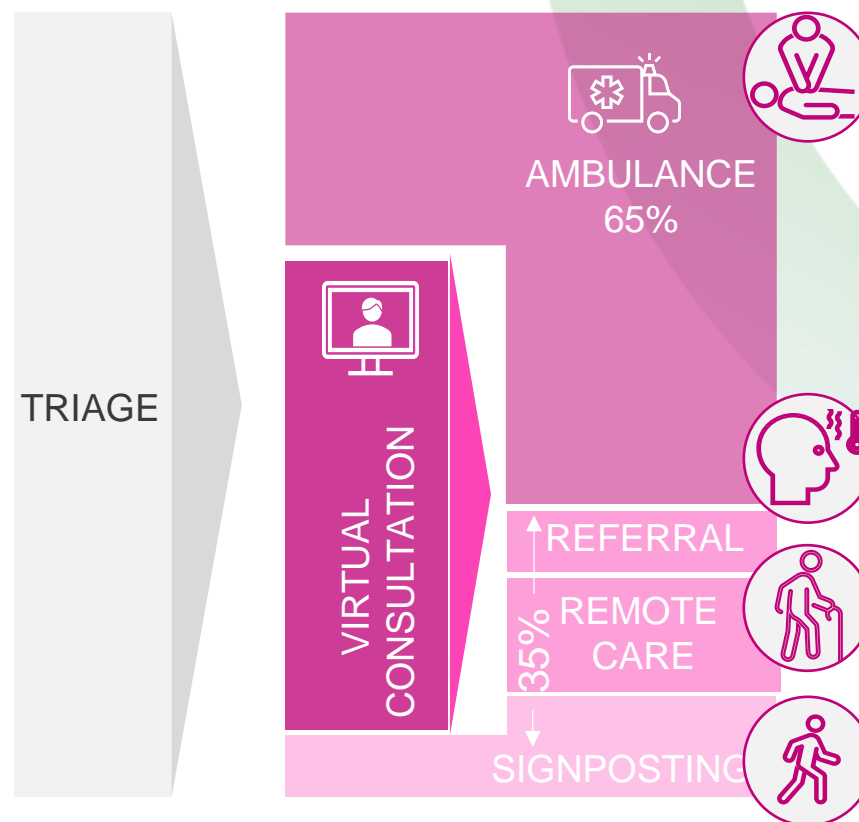 TRIAGE
AMBULANCE
65%
VIRTUAL
CONSULTATION
REFERRAL
35%
REMOTE
CARE
SIGNPOSTING